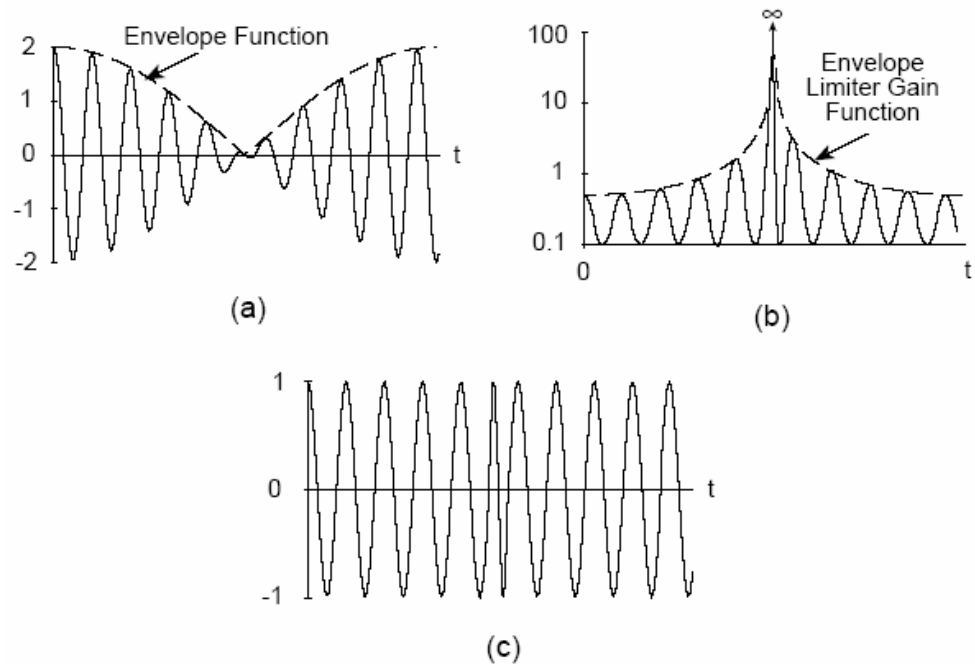 Envelope Function
2
1
0
-1
-2
t
(a)
∞
100
10
1
0.1
0
t
Envelope
Limiter Gain
Function
(b)
1
0
-1
t
(c)